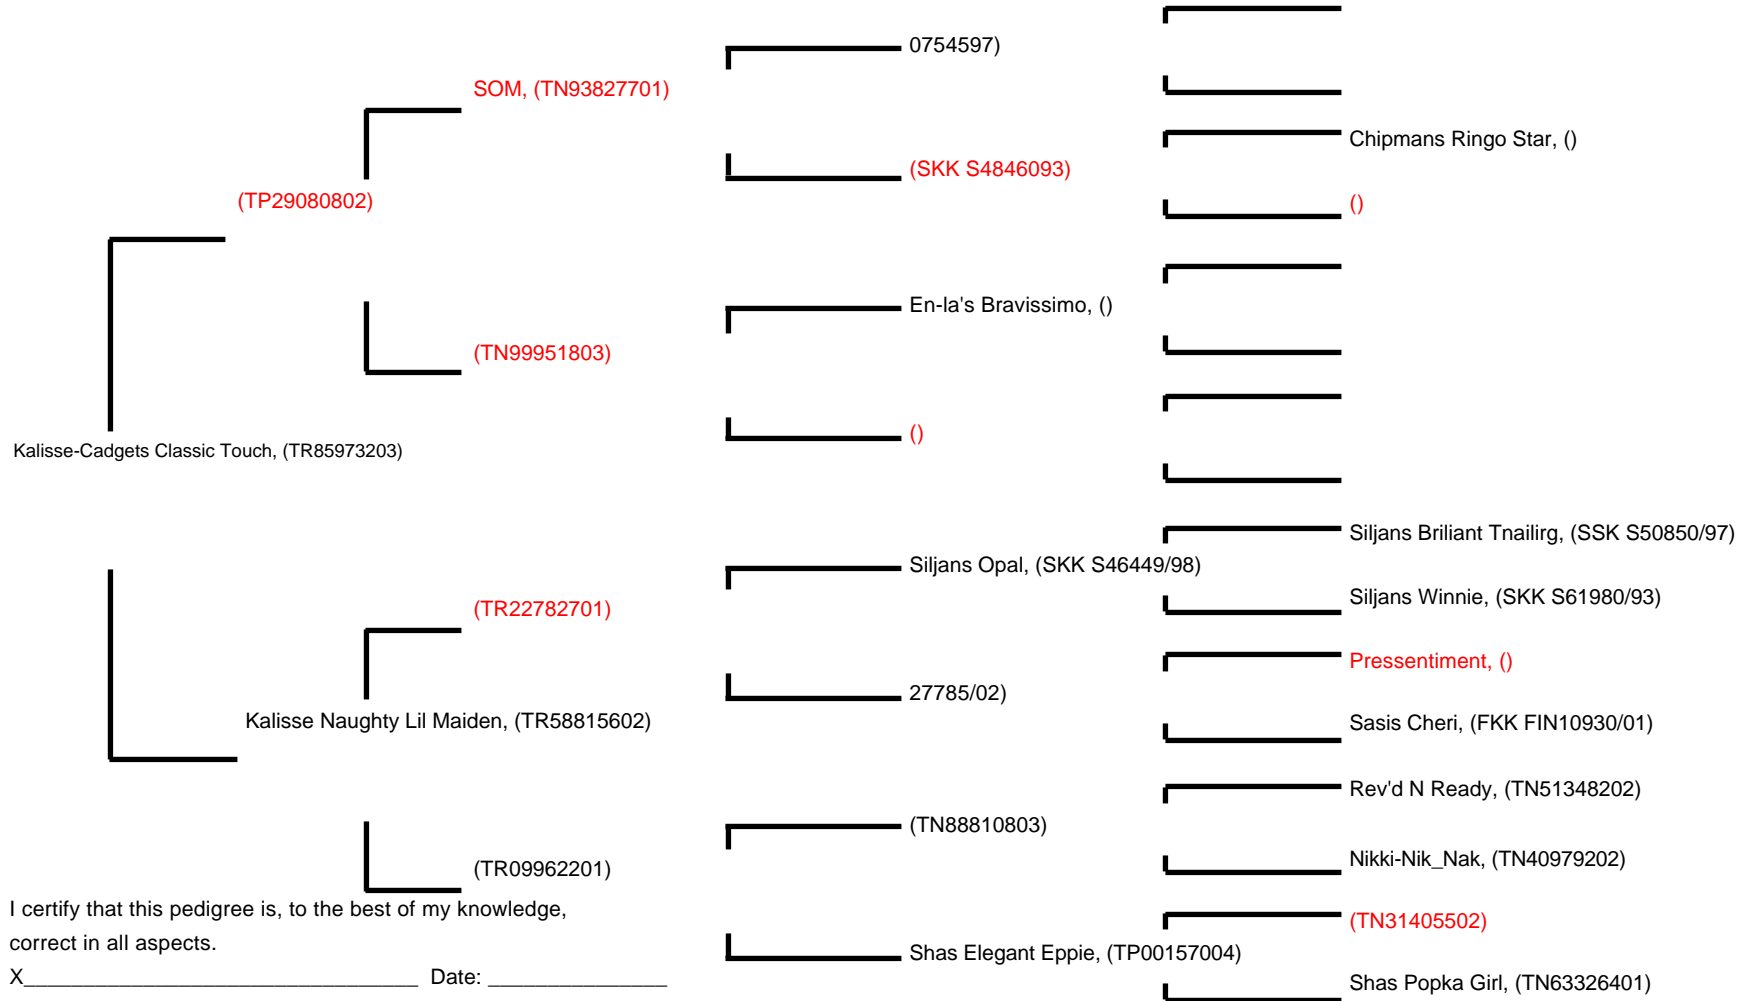 0754597)
SOM, (TN93827701)
Chipmans Ringo Star, ()
(SKK S4846093)
(TP29080802)
()
En-la's Bravissimo, ()
(TN99951803)
()
Kalisse-Cadgets Classic Touch, (TR85973203)
Siljans Briliant Tnailirg, (SSK S50850/97)
Siljans Opal, (SKK S46449/98)
Siljans Winnie, (SKK S61980/93)
(TR22782701)
Pressentiment, ()
27785/02)
Kalisse Naughty Lil Maiden, (TR58815602)
Sasis Cheri, (FKK FIN10930/01)
Rev'd N Ready, (TN51348202)
(TN88810803)
Nikki-Nik_Nak, (TN40979202)
(TR09962201)
I certify that this pedigree is, to the best of my knowledge,
(TN31405502)
correct in all aspects.
Shas Elegant Eppie, (TP00157004)
X_________________________________ Date: _______________
Shas Popka Girl, (TN63326401)